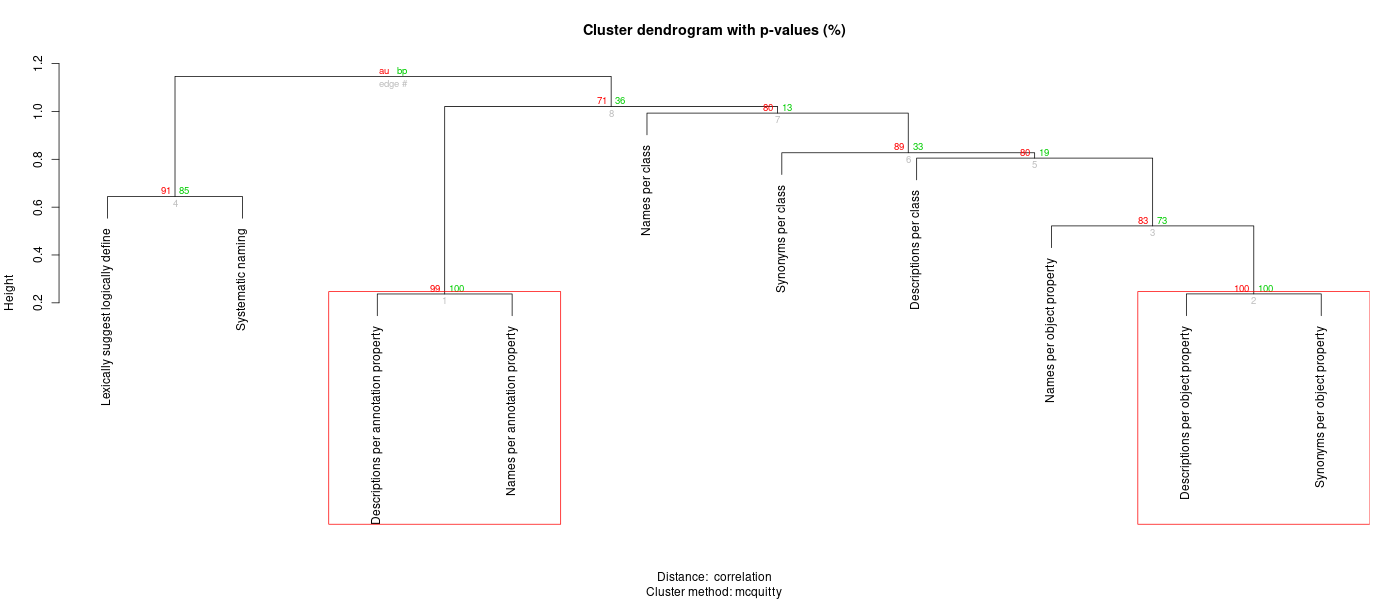 Cluster dendrogram with p-values (%)
Height
1.2
1.0
0.8
0.6
0.4
0.2
au bp
edge #
71 36
8
80 13
7
89 33
6
80 19
5
91 85
4
83 73
3
99 100
1
100 100
2
Lexically suggest logically define
Systematic naming
Descriptions per annotation property
Names per annotation property
Names per class
Synonyms per class
Descriptions per class
Names per object property
Descriptions per object property
Synonyms per object property
Distance: correlation
Cluster method: mcquitty